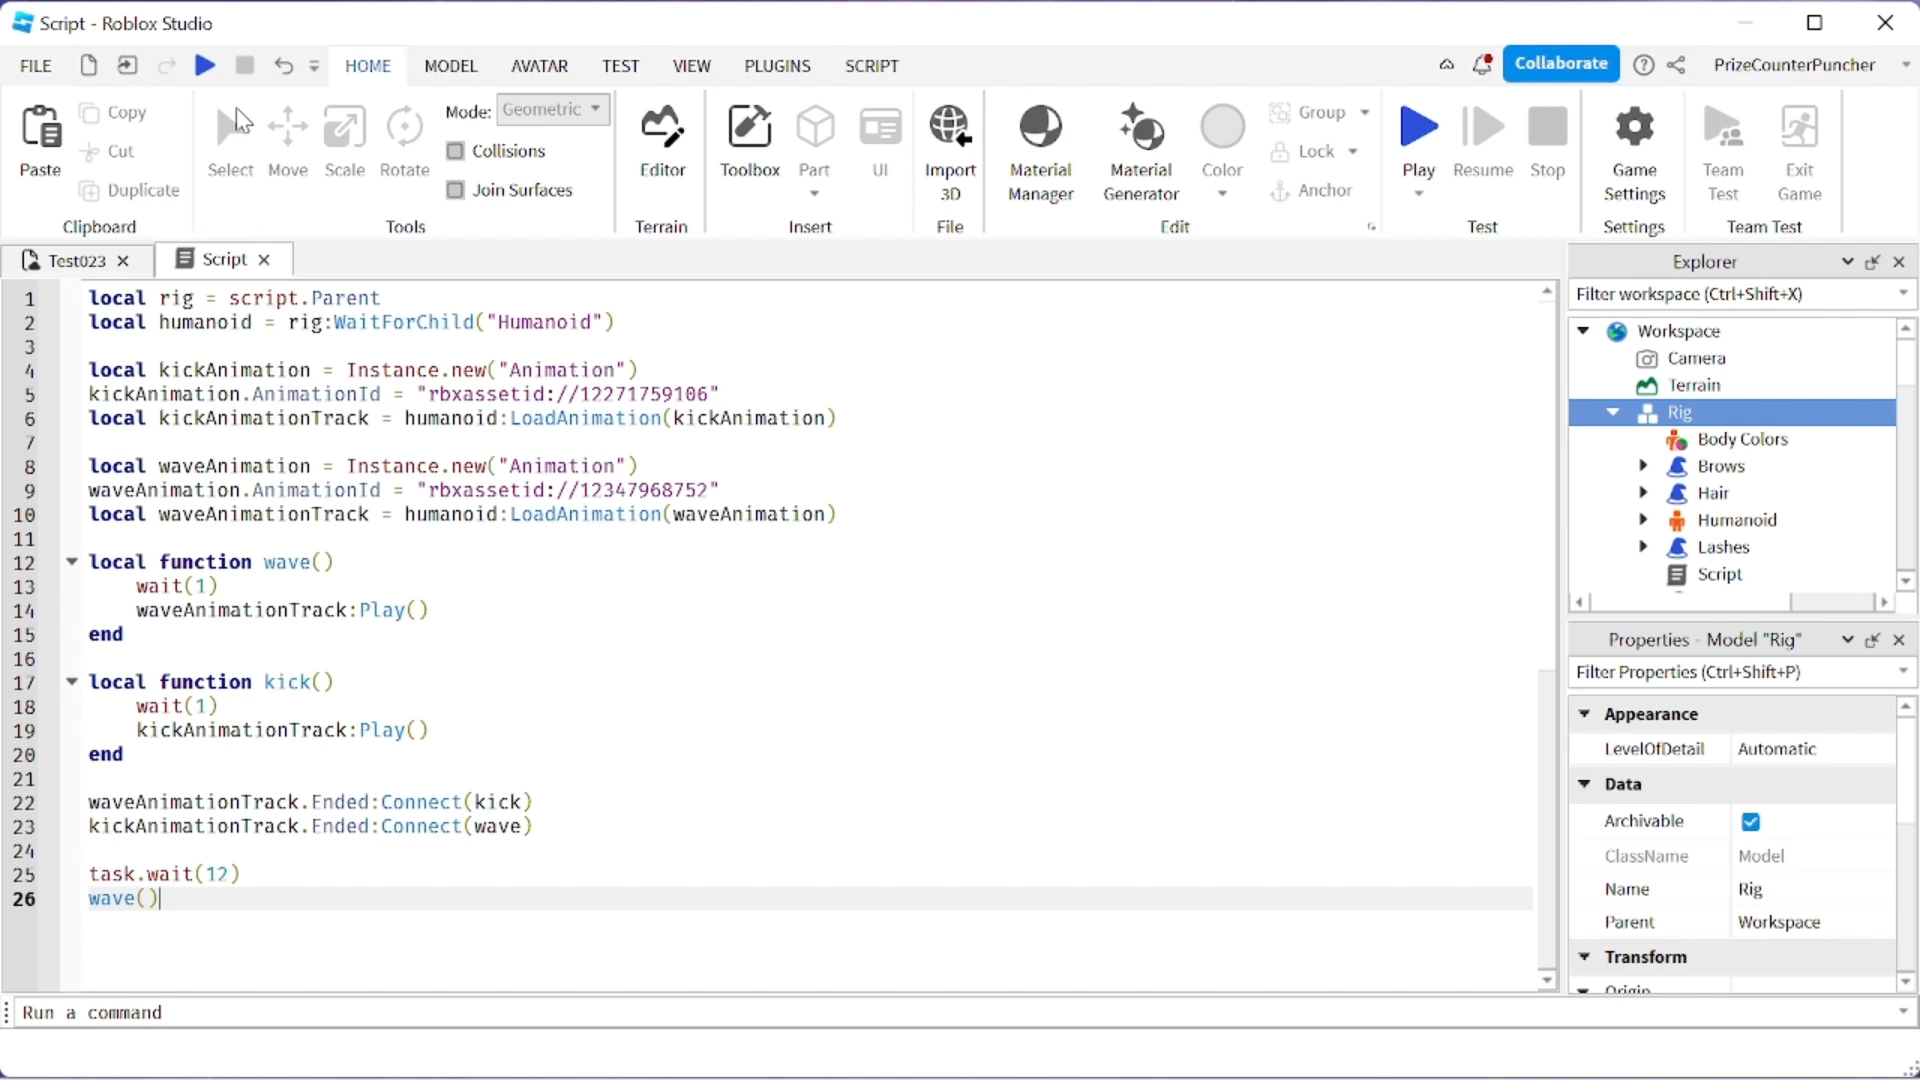 Script - Roblox Studio
FILE HOME MODEL AVATAR TEST VIEW PLUGINS SCRIPT Collaborate PrizeCounterPuncher
Paste
Copy
Cut
Duplicate
Clipboard
Select Move Scale Rotate
Mode: Geometric
Collisions
Join Surfaces
Tools
Editor
Terrain
Toolbox Part UI
Insert
Import
3D
File
Material
Manager
Material
Generator
Color
Group
Lock
Anchor
Edit
Play Resume Stop
Test
Game
Settings
Settings
Team
Test
Exit
Game
Team Test
Test023 Script
1 local rig = script.Parent
2 local humanoid = rig:WaitForChild("Humanoid")
3
4 local kickAnimation = Instance.new("Animation")
5 kickAnimation.AnimationId = "rbxassetid://12271759106"
6 local kickAnimationTrack = humanoid:LoadAnimation(kickAnimation)
7
8 local waveAnimation = Instance.new("Animation")
9 waveAnimation.AnimationId = "rbxassetid://12347968752"
10 local waveAnimationTrack = humanoid:LoadAnimation(waveAnimation)
11
12 local function wave()
13 wait(1)
14 waveAnimationTrack:Play()
15 end
16
17 local function kick()
18 wait(1)
19 kickAnimationTrack:Play()
20 end
21
22 waveAnimationTrack.Ended:Connect(kick)
23 kickAnimationTrack.Ended:Connect(wave)
24
25 task.wait(12)
26 wave()
Explorer
Filter workspace (Ctrl+Shift+X)
Workspace
Camera
Terrain
Rig
Body Colors
Brows
Hair
Humanoid
Lashes
Script
Properties - Model "Rig"
Filter Properties (Ctrl+Shift+P)
Appearance
LevelOfDetail Automatic
Data
Archivable
ClassName Model
Name Rig
Parent Workspace
Transform
Origin
Run a command